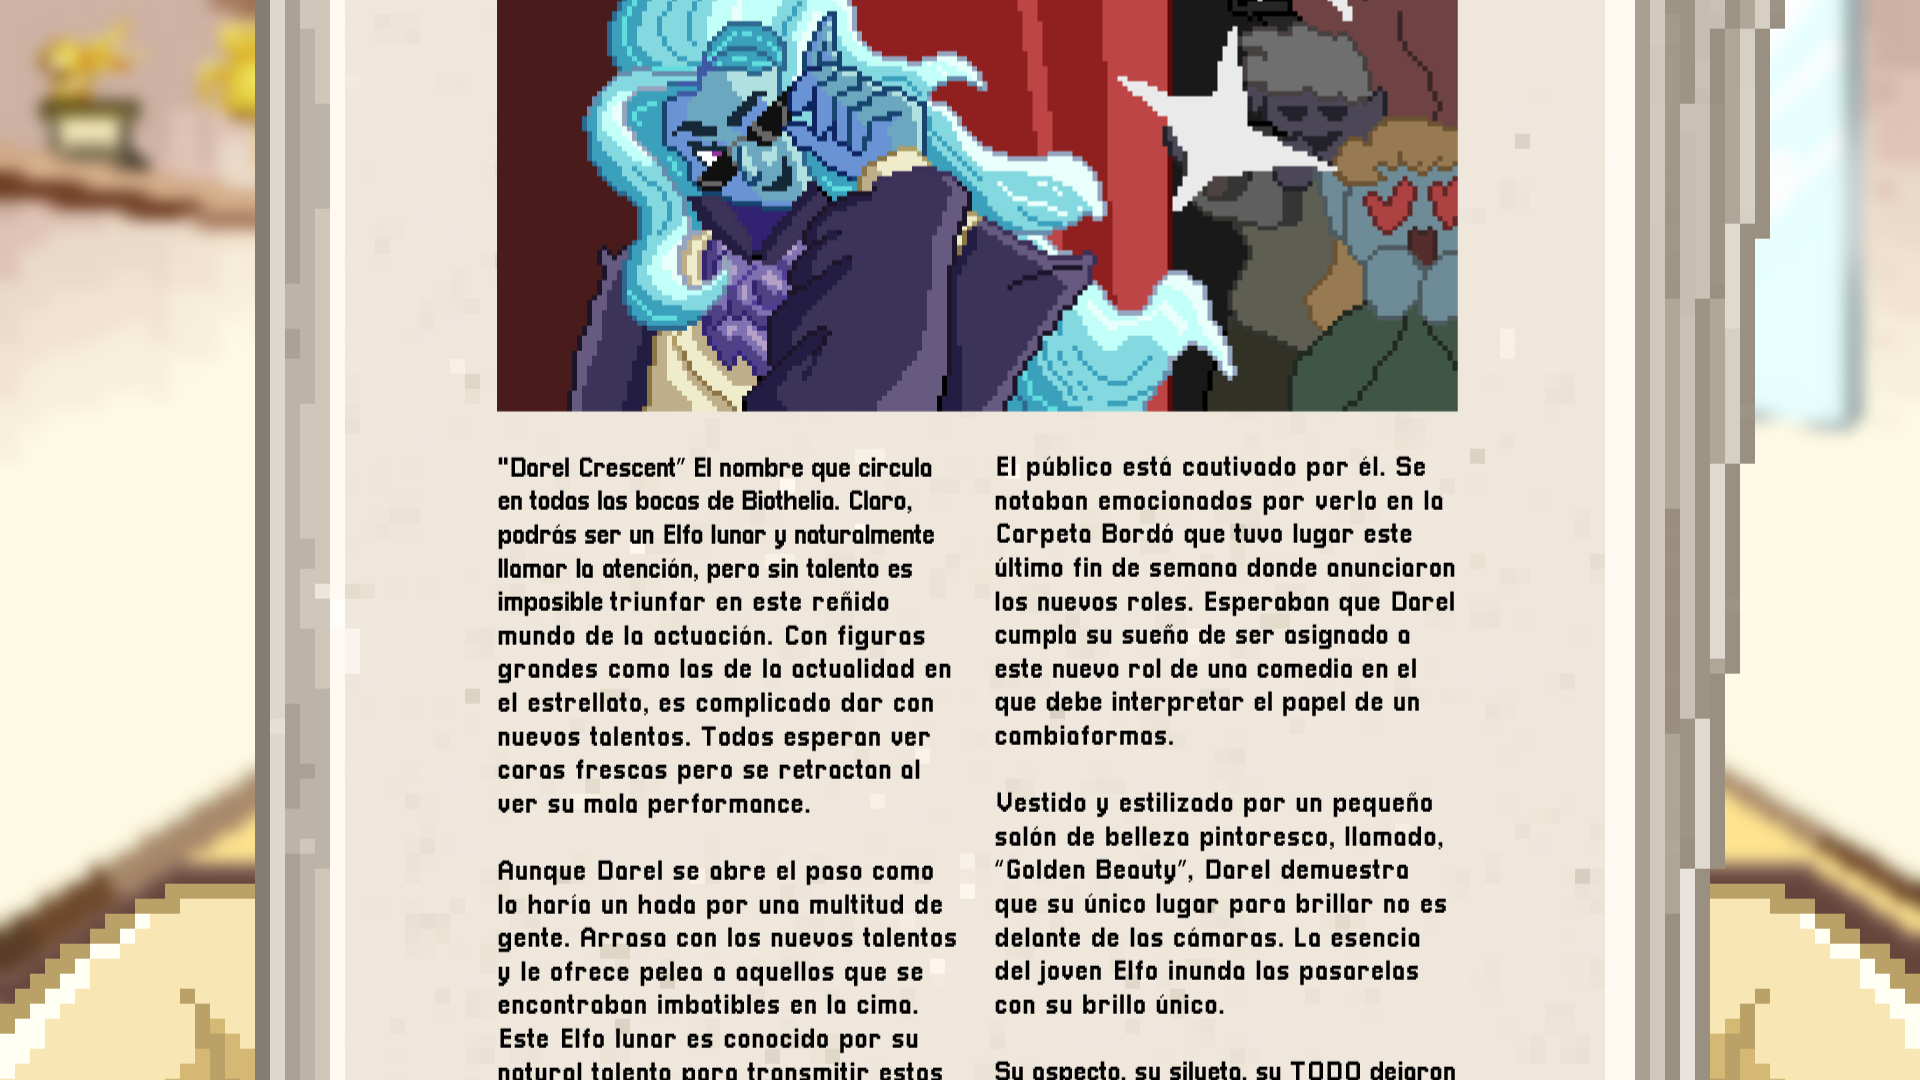 "Darel Crescent” El nombre que circula
en todas las bocas de Biothelia. Claro,
podrás ser un Elfo lunar y naturalmente
llamar la atención, pero sin talento es
imposible triunfar en este reñido
mundo de la actuación. Con figuras
grandes como las de la actualidad en
el estrellato, es complicado dar con
nuevos talentos. Todos esperan ver
caras frescas pero se retractan al
ver su mala performance.
Aunque Darel se abre el paso como
lo haría un hada por una multitud de
gente. Arrasa con los nuevos talentos
y le ofrece pelea a aquellos que se
encontraban imbatibles en la cima.
Este Elfo lunar es conocido por su
natural talento para transmitir estas
El público está cautivado por él. Se
notaban emocionados por verlo en la
Carpeta Bordó que tuvo lugar este
último fin de semana donde anunciaron
los nuevos roles. Esperaban que Darel
cumpla su sueño de ser asignado a
este nuevo rol de una comedia en el
que debe interpretar el papel de un
cambiaformas.
Vestido y estilizado por un pequeño
salón de belleza pintoresco, llamado,
“Golden Beauty”, Darel demuestra
que su único lugar para brillar no es
delante de las cámaras. La esencia
del joven Elfo inunda las pasarelas
con su brillo único.
Su aspecto, su silueta, su TODO dejaron